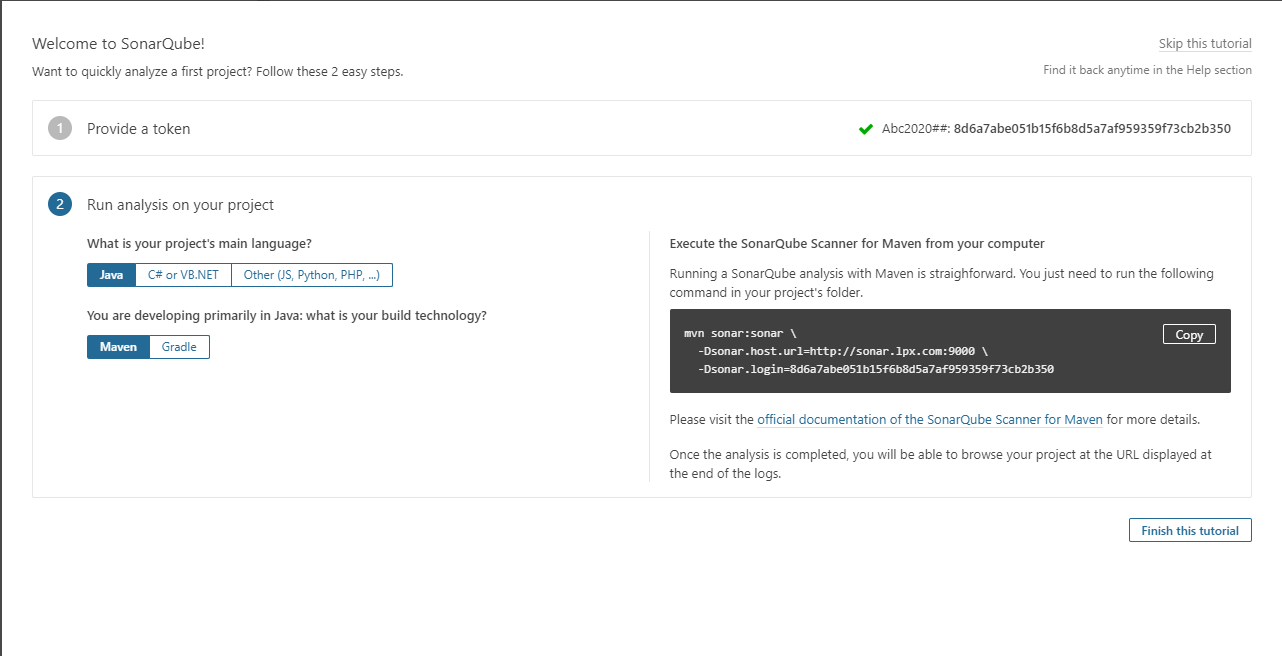 Welcome to SonarQube!
Skip this tutorial
Want to quickly analyze a first project? Follow these 2 easy steps.
Find it back anytime in the Help section
1 Provide a token
Abc2020##: 8d6a7abe051b15f6b8d5a7af959359f73cb2b350
2 Run analysis on your project
What is your project's main language?
Java C# or VB.NET Other (JS, Python, PHP, ...)
You are developing primarily in Java: what is your build technology?
Maven Gradle
Execute the SonarQube Scanner for Maven from your computer
Running a SonarQube analysis with Maven is straighforward. You just need to run the following
command in your project's folder.
Copy
mvn sonar:sonar \
-Dsonar.host.url=http://sonar.lpx.com:9000 \
-Dsonar.login=8d6a7abe051b15f6b8d5a7af959359f73cb2b350
Please visit the official documentation of the SonarQube Scanner for Maven for more details.
Once the analysis is completed, you will be able to browse your project at the URL displayed at
the end of the logs.
Finish this tutorial